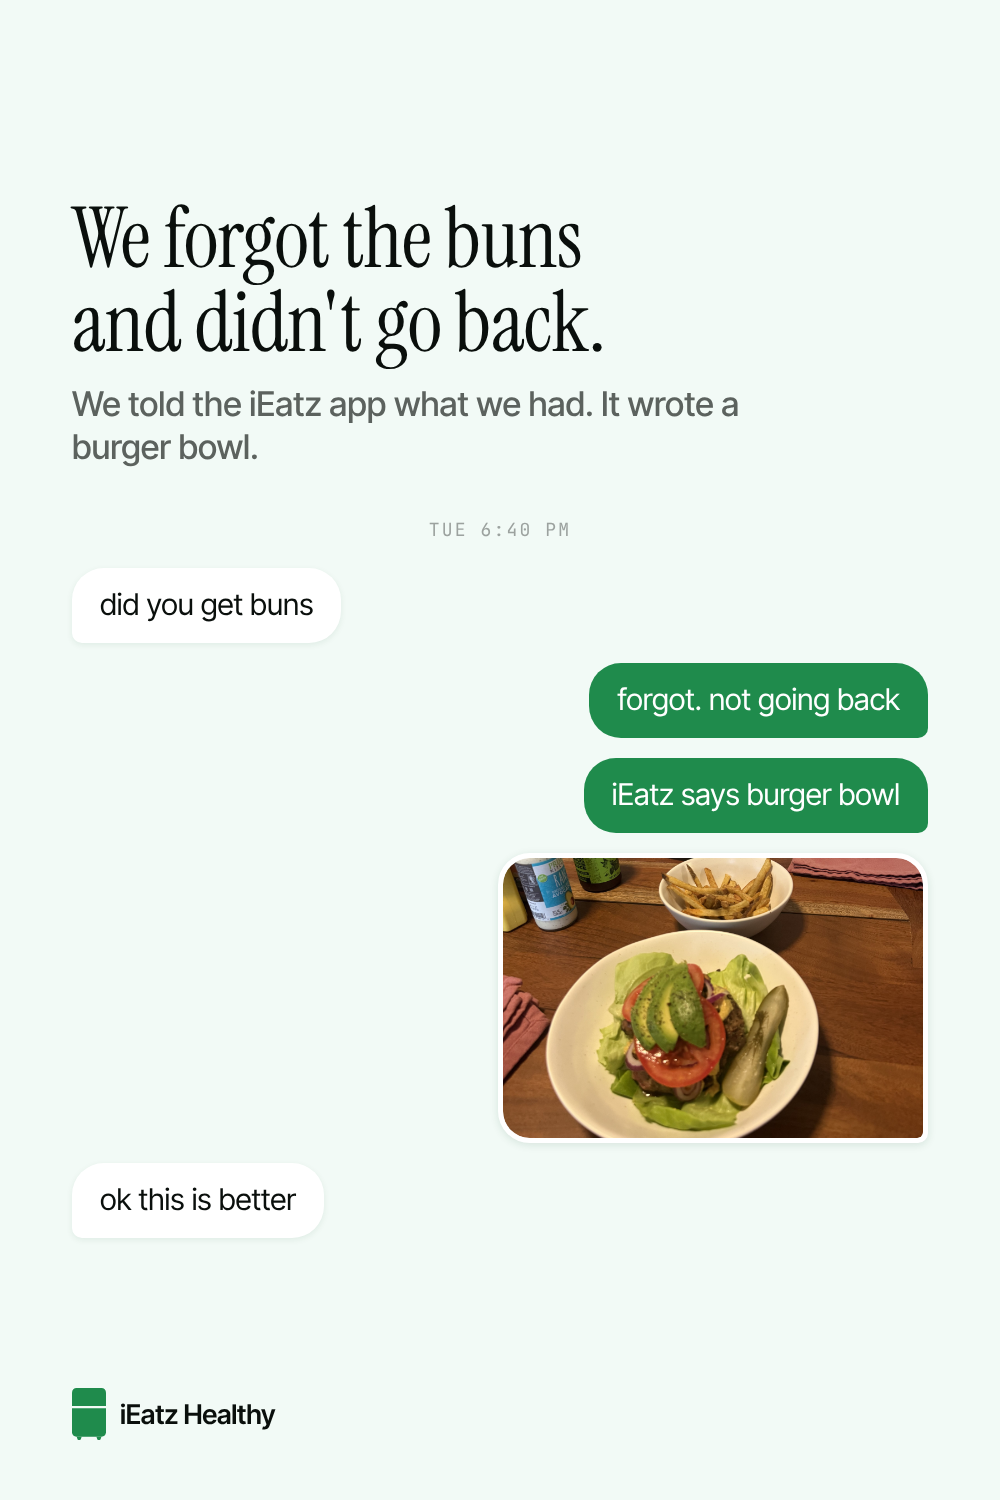 We forgot the buns
and didn't go back.
We told the iEatz app what we had. It wrote a
burger bowl.
TUE 6:40 PM
did you get buns
forgot. not going back
iEatz says burger bowl
ok this is better
iEatz Healthy